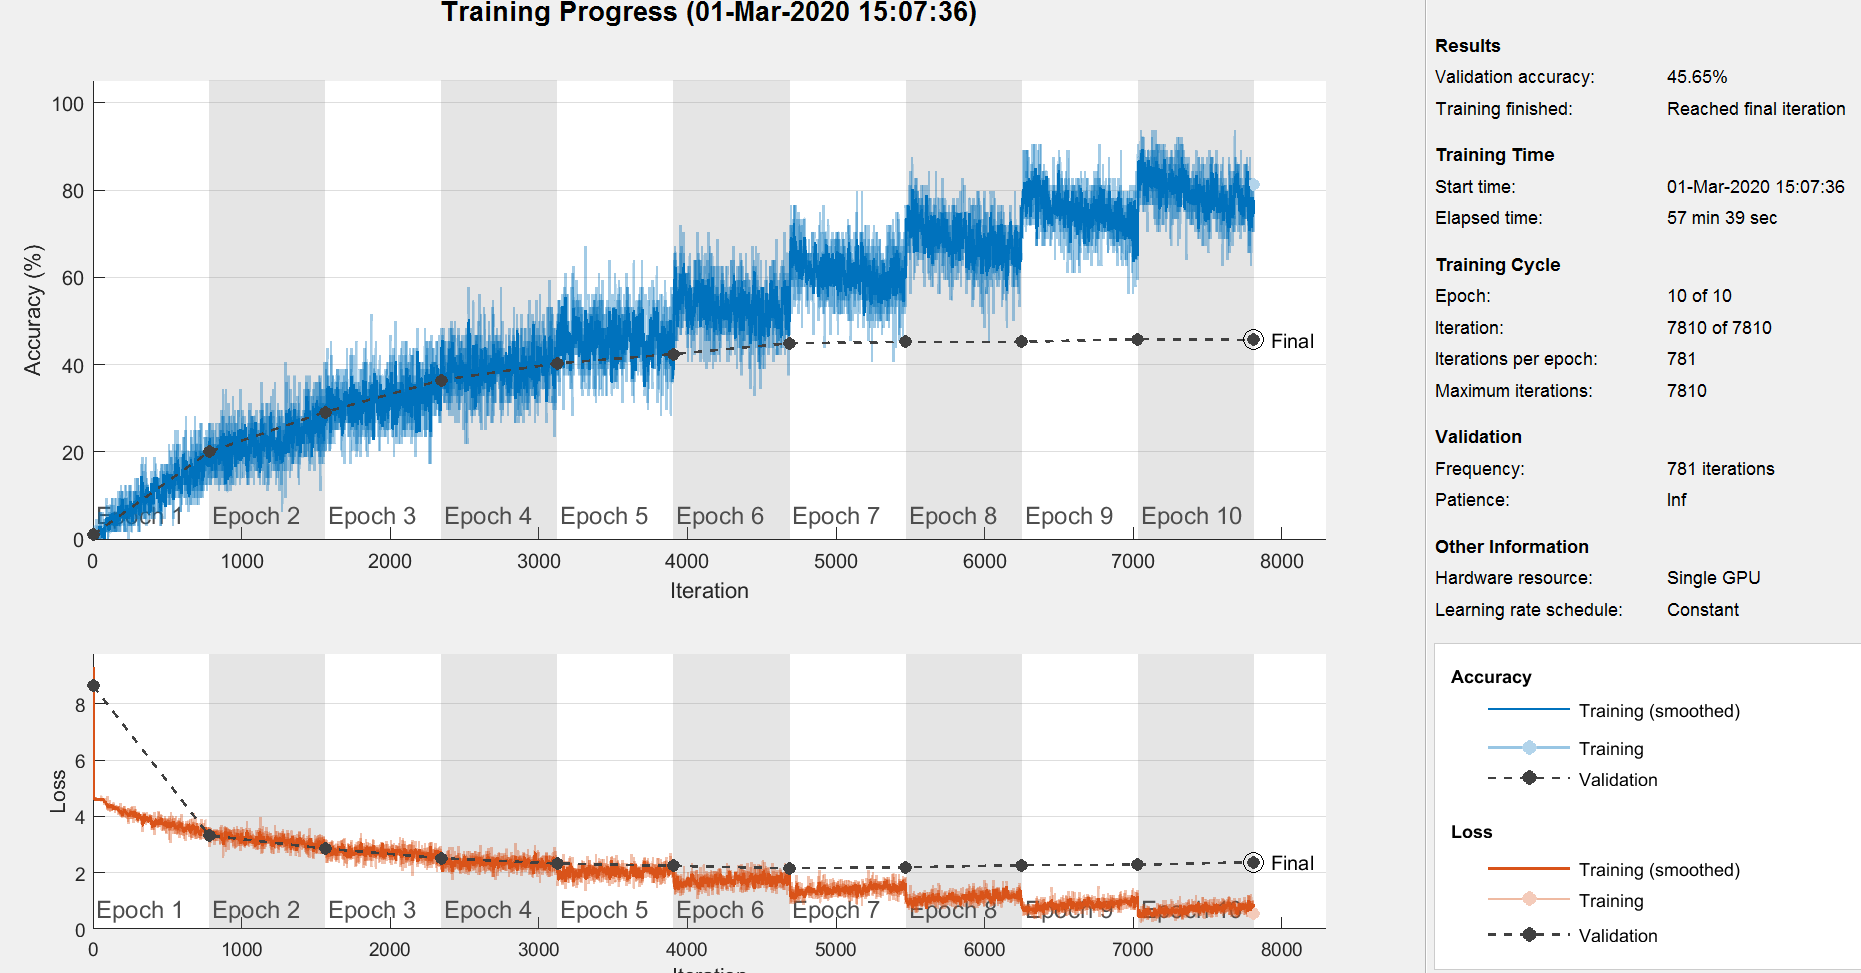 Training Progress (01-Mar-2020 15:07:36)
Accuracy (%)
100
80
60
40
20
0
Epoch 1
Epoch 2
Epoch 3
Epoch 4
Epoch 5
Epoch 6
Epoch 7
Epoch 8
Epoch 9
Epoch 10
Final
0 1000 2000 3000 4000 5000 6000 7000 8000
Iteration
Loss
8
6
4
2
0
Epoch 1
Epoch 2
Epoch 3
Epoch 4
Epoch 5
Epoch 6
Epoch 7
Epoch 8
Epoch 9
Epoch 10
Final
0 1000 2000 3000 4000 5000 6000 7000 8000
Iteration
Results
Validation accuracy: 45.65%
Training finished: Reached final iteration
Training Time
Start time: 01-Mar-2020 15:07:36
Elapsed time: 57 min 39 sec
Training Cycle
Epoch: 10 of 10
Iteration: 7810 of 7810
Iterations per epoch: 781
Maximum iterations: 7810
Validation
Frequency: 781 iterations
Patience: Inf
Other Information
Hardware resource: Single GPU
Learning rate schedule: Constant
Accuracy
Training (smoothed)
Training
Validation
Loss
Training (smoothed)
Training
Validation